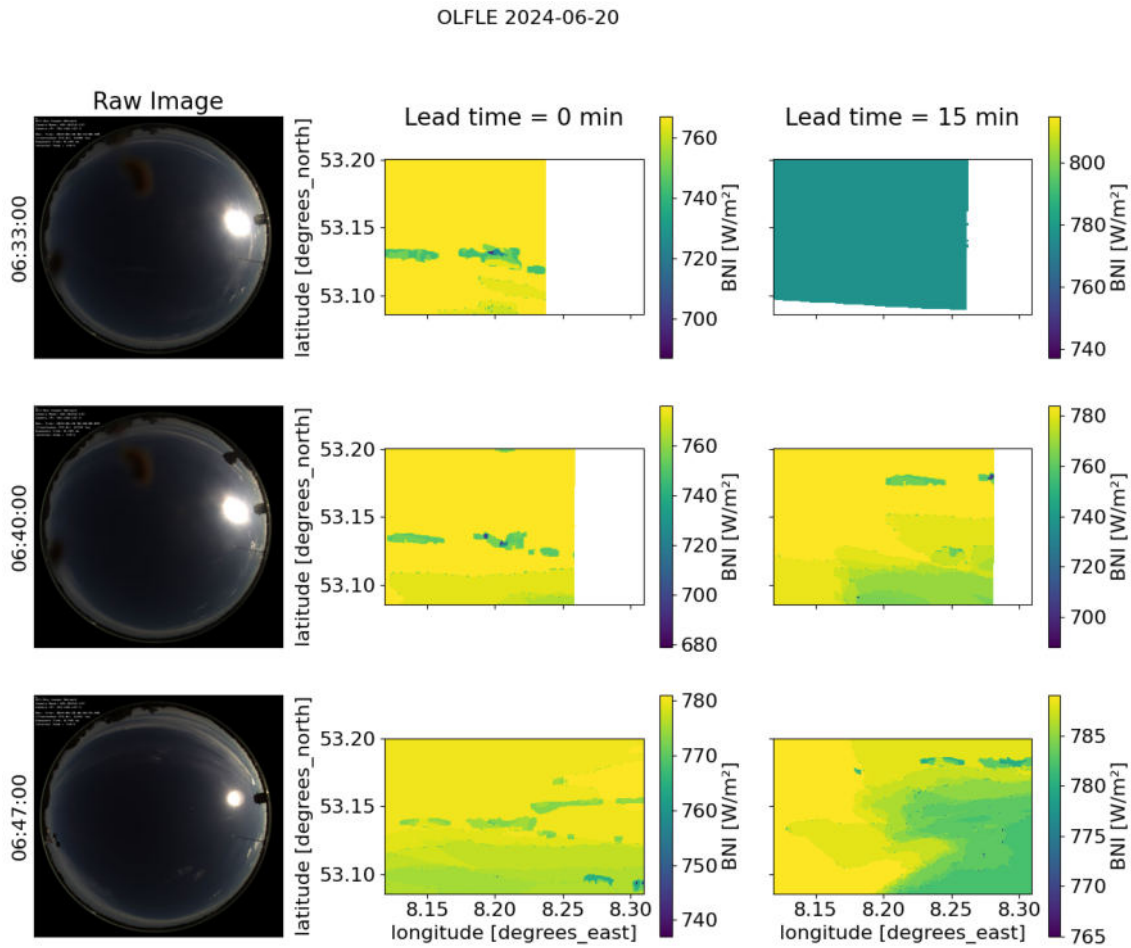 OLFLE 2024-06-20
Raw Image
Lead time = 0 min
Lead time = 15 min
06:33:00
latitude [degrees_north]
53.20
53.15
53.10
760
740
720
700
BNI [W/m²]
800
780
760
740
BNI [W/m²]
06:40:00
latitude [degrees_north]
53.20
53.15
53.10
760
740
720
700
680
BNI [W/m²]
780
760
740
720
700
BNI [W/m²]
06:47:00
latitude [degrees_north]
53.20
53.15
53.10
8.15 8.20 8.25 8.30
longitude [degrees_east]
780
770
760
750
740
BNI [W/m²]
8.15 8.20 8.25 8.30
longitude [degrees_east]
785
780
775
770
765
BNI [W/m²]